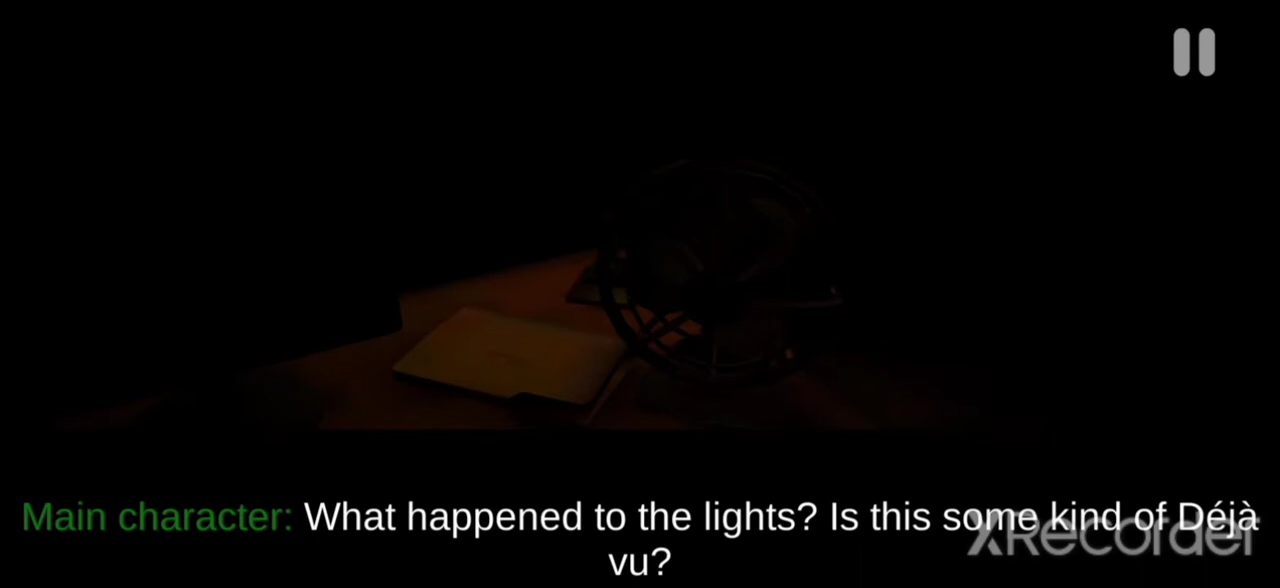 Main character: What happened to the lights? Is this some kind of Déjà
vu?
XRecorder